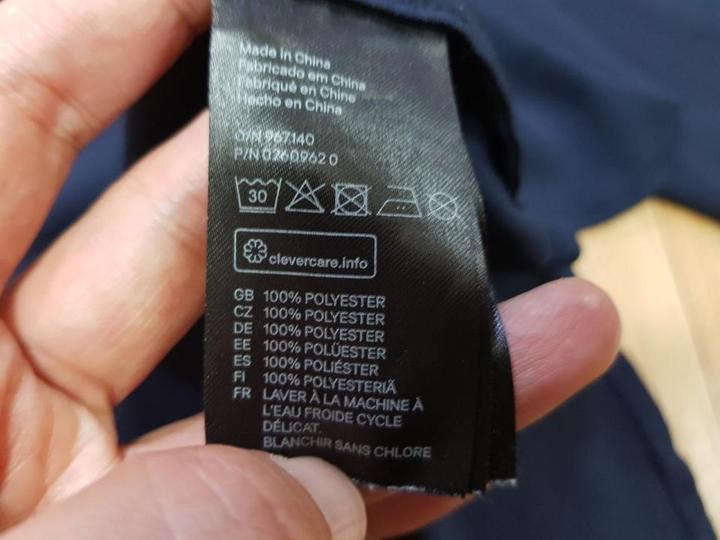 Made in China
Fabricado em China
Fabriqué en Chine
Hecho en China
O/N 967140
P/N 0260962 0
30
clevercare.info
GB 100% POLYESTER
CZ 100% POLYESTER
DE 100% POLYESTER
EE 100% POLÜESTER
ES 100% POLIÉSTER
FI 100% POLYESTERIÄ
FR LAVER À LA MACHINE À
L'EAU FROIDE CYCLE
DÉLICAT.
BLANCHIR SANS CHLORE